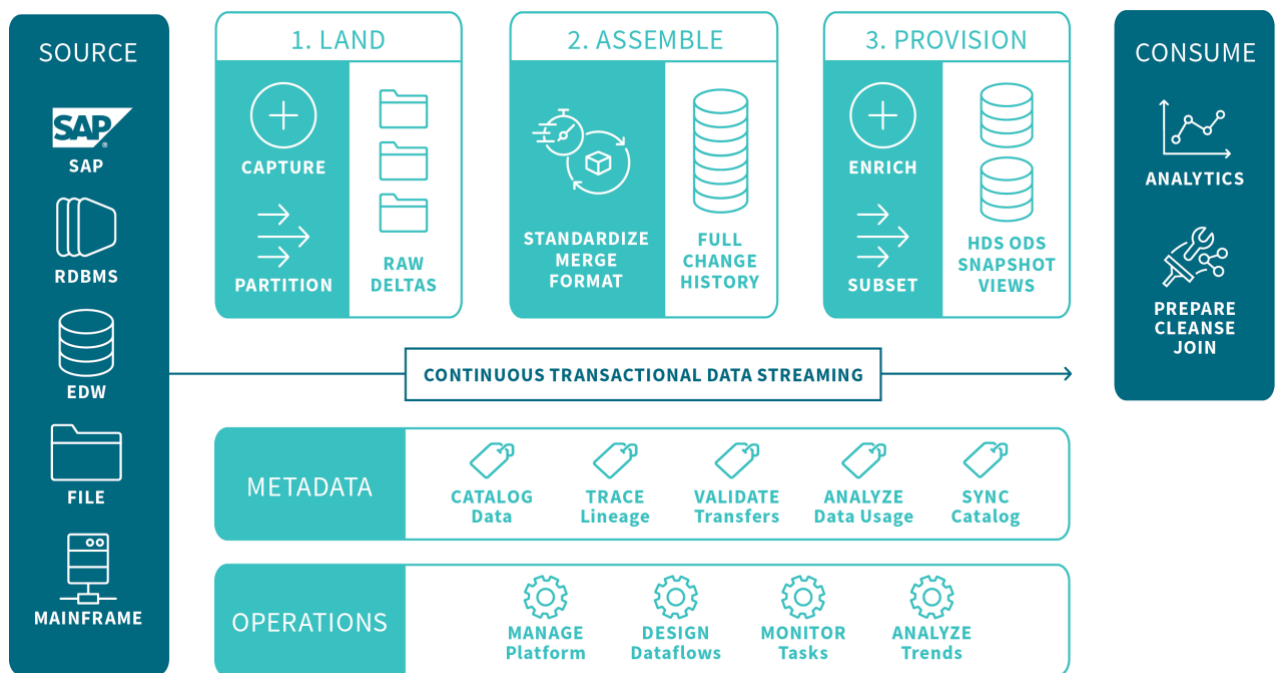 SOURCE
SAP
®
SAP
RDBMS
EDW
FILE
MAINFRAME
1. LAND
CAPTURE
PARTITION
RAW
DELTAS
2. ASSEMBLE
STANDARDIZE
MERGE
FORMAT
FULL
CHANGE
HISTORY
3. PROVISION
ENRICH
SUBSET
HDS ODS
SNAPSHOT
VIEWS
CONSUME
ANALYTICS
PREPARE
CLEANSE
JOIN
CONTINUOUS TRANSACTIONAL DATA STREAMING
METADATA
CATALOG
Data
TRACE
Lineage
VALIDATE
Transfers
ANALYZE
Data Usage
SYNC
Catalog
OPERATIONS
MANAGE
Platform
DESIGN
Dataflows
MONITOR
Tasks
ANALYZE
Trends